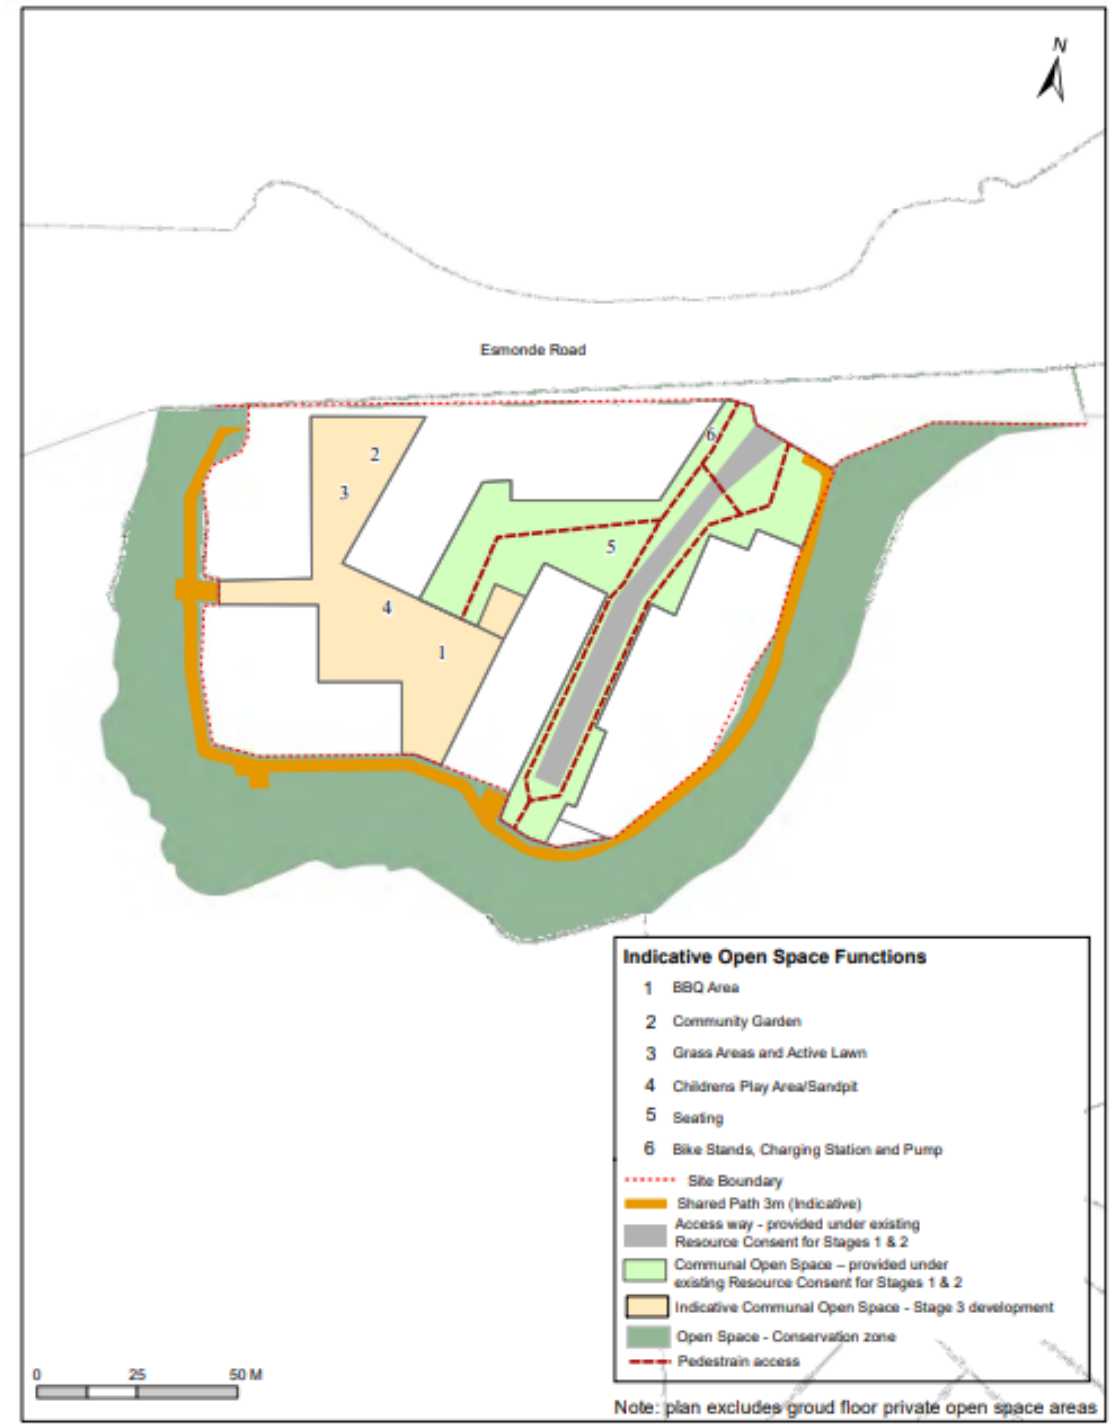 N
Esmonde Road
6
2
3
5
4
1
Indicative Open Space Functions
1 BBQ Area
2 Community Garden
3 Grass Areas and Active Lawn
4 Childrens Play Area/Sandpit
5 Seating
6 Bike Stands, Charging Station and Pump
Site Boundary
Shared Path 3m (Indicative)
Access way - provided under existing
Resource Consent for Stages 1 & 2
Communal Open Space – provided under
existing Resource Consent for Stages 1 & 2
Indicative Communal Open Space - Stage 3 development
Open Space - Conservation zone
Pedestrain access
0 25 50 M
Note: plan excludes groud floor private open space areas